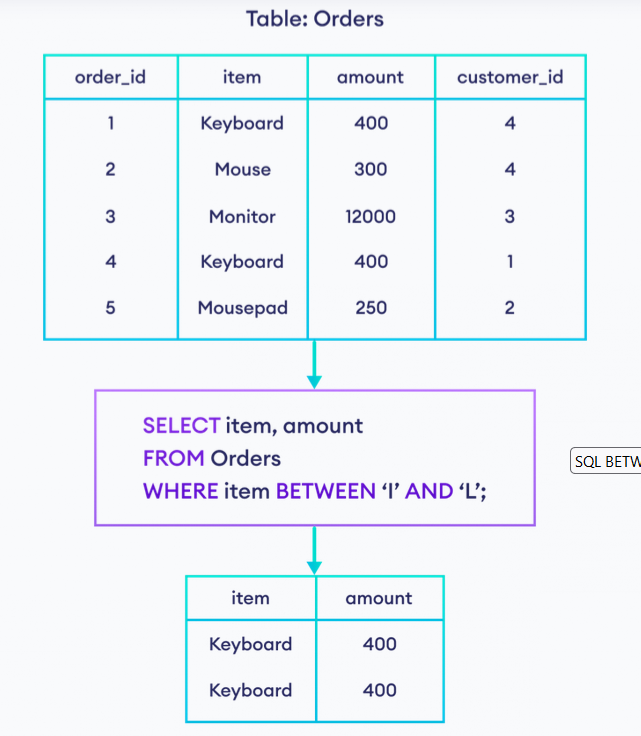 Table: Orders
order_id item amount customer_id
1 Keyboard 400 4
2 Mouse 300 4
3 Monitor 12000 3
4 Keyboard 400 1
5 Mousepad 250 2
SELECT item, amount
FROM Orders
WHERE item BETWEEN ‘I’ AND ‘L’;
SQL BETW
item amount
Keyboard 400
Keyboard 400